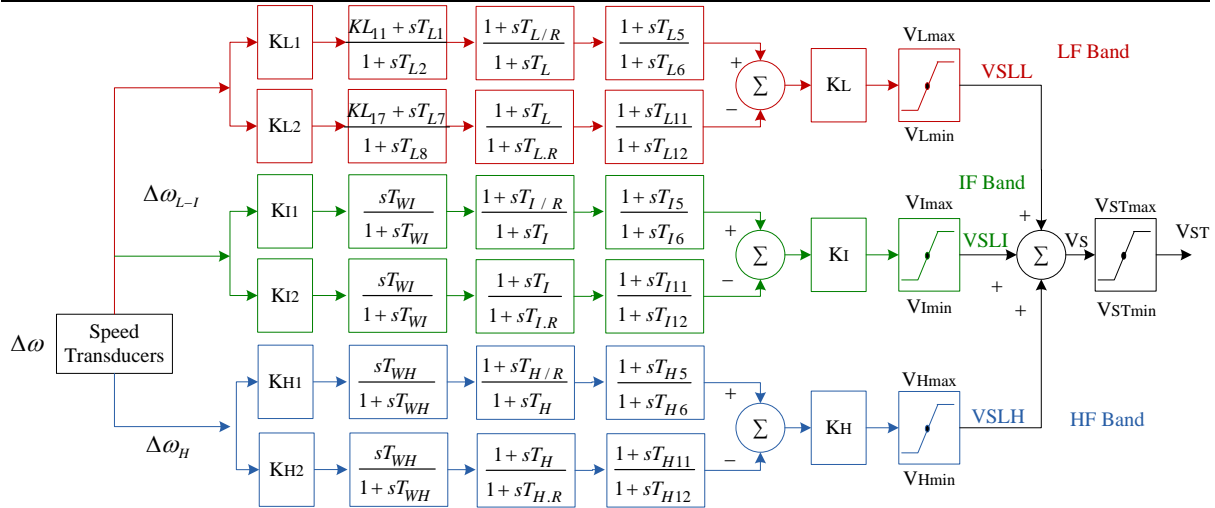 KL1
KL11 + sTL1
1 + sTL2
1 + sTL/R
1 + sTL
1 + sTL5
1 + sTL6
+
−
Σ
KL
VLmax
VLmin
VSLL
LF Band
KL2
KL17 + sTL7
1 + sTL8
1 + sTL
1 + sTL.R
1 + sTL11
1 + sTL12
ΔωL−I
KI1
sTWI
1 + sTWI
1 + sTI / R
1 + sTI
1 + sTI5
1 + sTI6
+
−
Σ
KI
VImax
VImin
VSLI
IF Band
KI2
sTWI
1 + sTWI
1 + sTI
1 + sTI.R
1 + sTI11
1 + sTI12
+
+
+
Σ
VS
VSTmax
VSTmin
VST
Δω
Speed
Transducers
ΔωH
KH1
sTWH
1 + sTWH
1 + sTH / R
1 + sTH
1 + sTH5
1 + sTH6
+
−
Σ
KH
VHmax
VHmin
VSLH
HF Band
KH2
sTWH
1 + sTWH
1 + sTH
1 + sTH.R
1 + sTH11
1 + sTH12